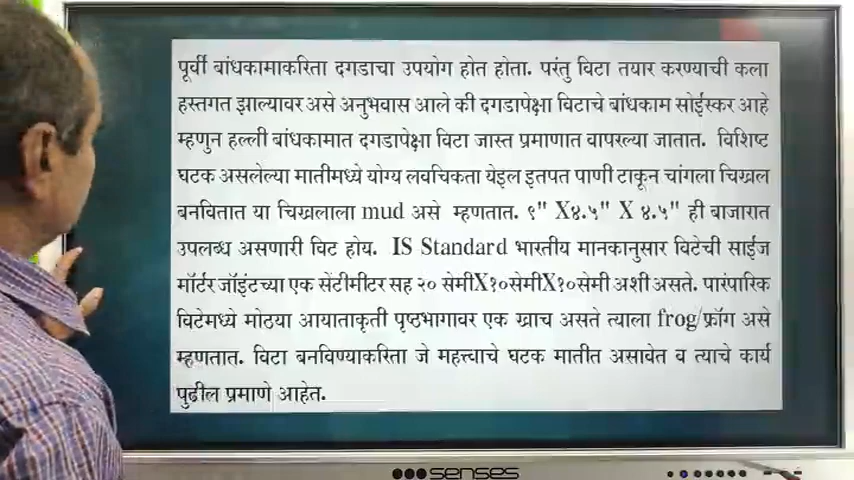 पूर्वी बांधकामाकरिता दगडाचा उपयोग होत होता. परंतु विटा तयार करण्याची कला
हस्तगत झाल्यावर असे अनुभवास आले की दगडापेक्षा विटाचे बांधकाम सोईस्कर आहे
म्हणुन हल्ली बांधकामात दगडापेक्षा विटा जास्त प्रमाणात वापरल्या जातात. विशिष्ट
घटक असलेल्या मातीमध्ये योग्य लवचिकता येइल इतपत पाणी टाकून चांगला चिखल
बनवितात या चिखलाला mud असे म्हणतात. ९" X४.५" X ४.५" ही बाजारात
उपलब्ध असणारी विट होय. IS Standard भारतीय मानकानुसार विटेची साईज
मॉर्टर जॉइंटच्या एक सेंटीमीटर सह २० सेमीX१०सेमीX१०सेमी अशी असते. पारंपारिक
विटेमध्ये मोठया आयाताकृती पृष्ठभागावर एक खाच असते त्याला frog/फ्रॉग असे
म्हणतात. विटा बनविण्याकरिता जे महत्त्वाचे घटक मातीत असावेत व त्याचे कार्य
पुढील प्रमाणे आहेत.
senses